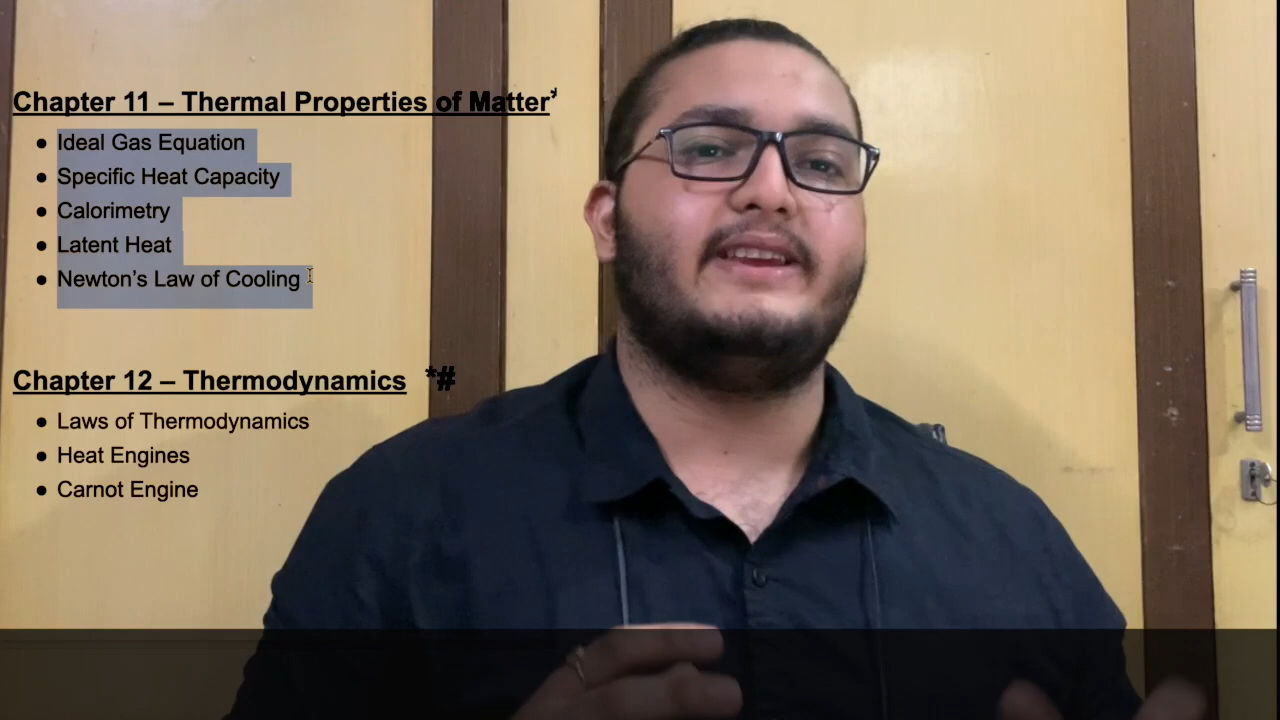 Chapter 11 – Thermal Properties of Matter*
● Ideal Gas Equation
● Specific Heat Capacity
● Calorimetry
● Latent Heat
● Newton’s Law of Cooling
Chapter 12 – Thermodynamics *#
● Laws of Thermodynamics
● Heat Engines
● Carnot Engine